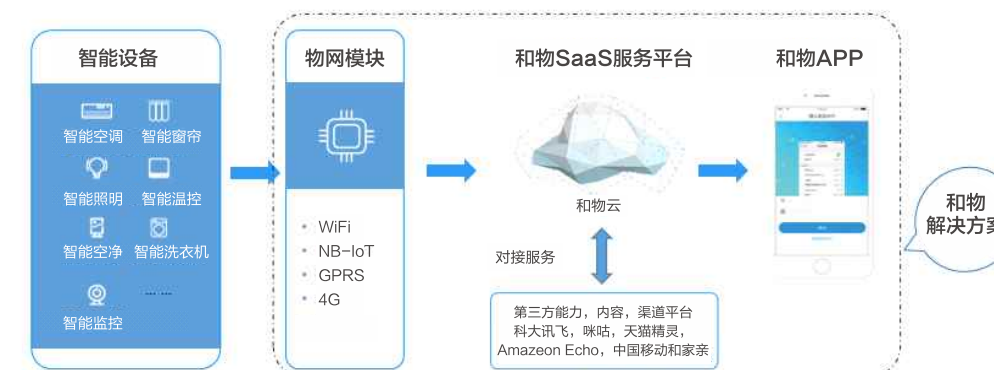 智能设备
智能空调 智能窗帘
智能照明 智能温控
智能空净 智能洗衣机
智能监控 ……
物网模块
WiFi
NB-IoT
GPRS
4G
和物SaaS服务平台
和物云
对接服务
第三方能力，内容，渠道平台
科大讯飞，咪咕，天猫精灵，
Amazeon Echo，中国移动和家亲
和物APP
和物
解决方案